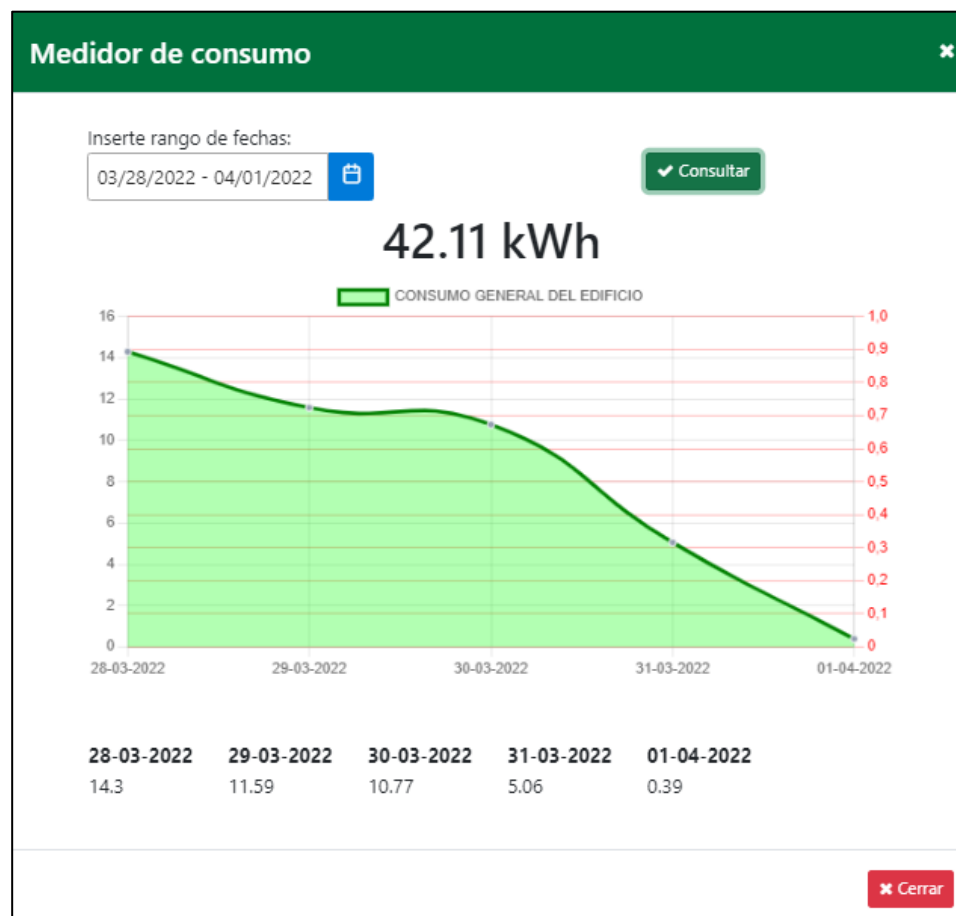 Medidor de consumo
Inserte rango de fechas:
03/28/2022 - 04/01/2022
Consultar
42.11 kWh
CONSUMO GENERAL DEL EDIFICIO
16 1,0
14 0,9
12 0,8
10 0,7
8 0,6
6 0,5
4 0,4
2 0,3
0 0,2
0,1
0
28-03-2022 29-03-2022 30-03-2022 31-03-2022 01-04-2022
28-03-2022 29-03-2022 30-03-2022 31-03-2022 01-04-2022
14.3 11.59 10.77 5.06 0.39
Cerrar